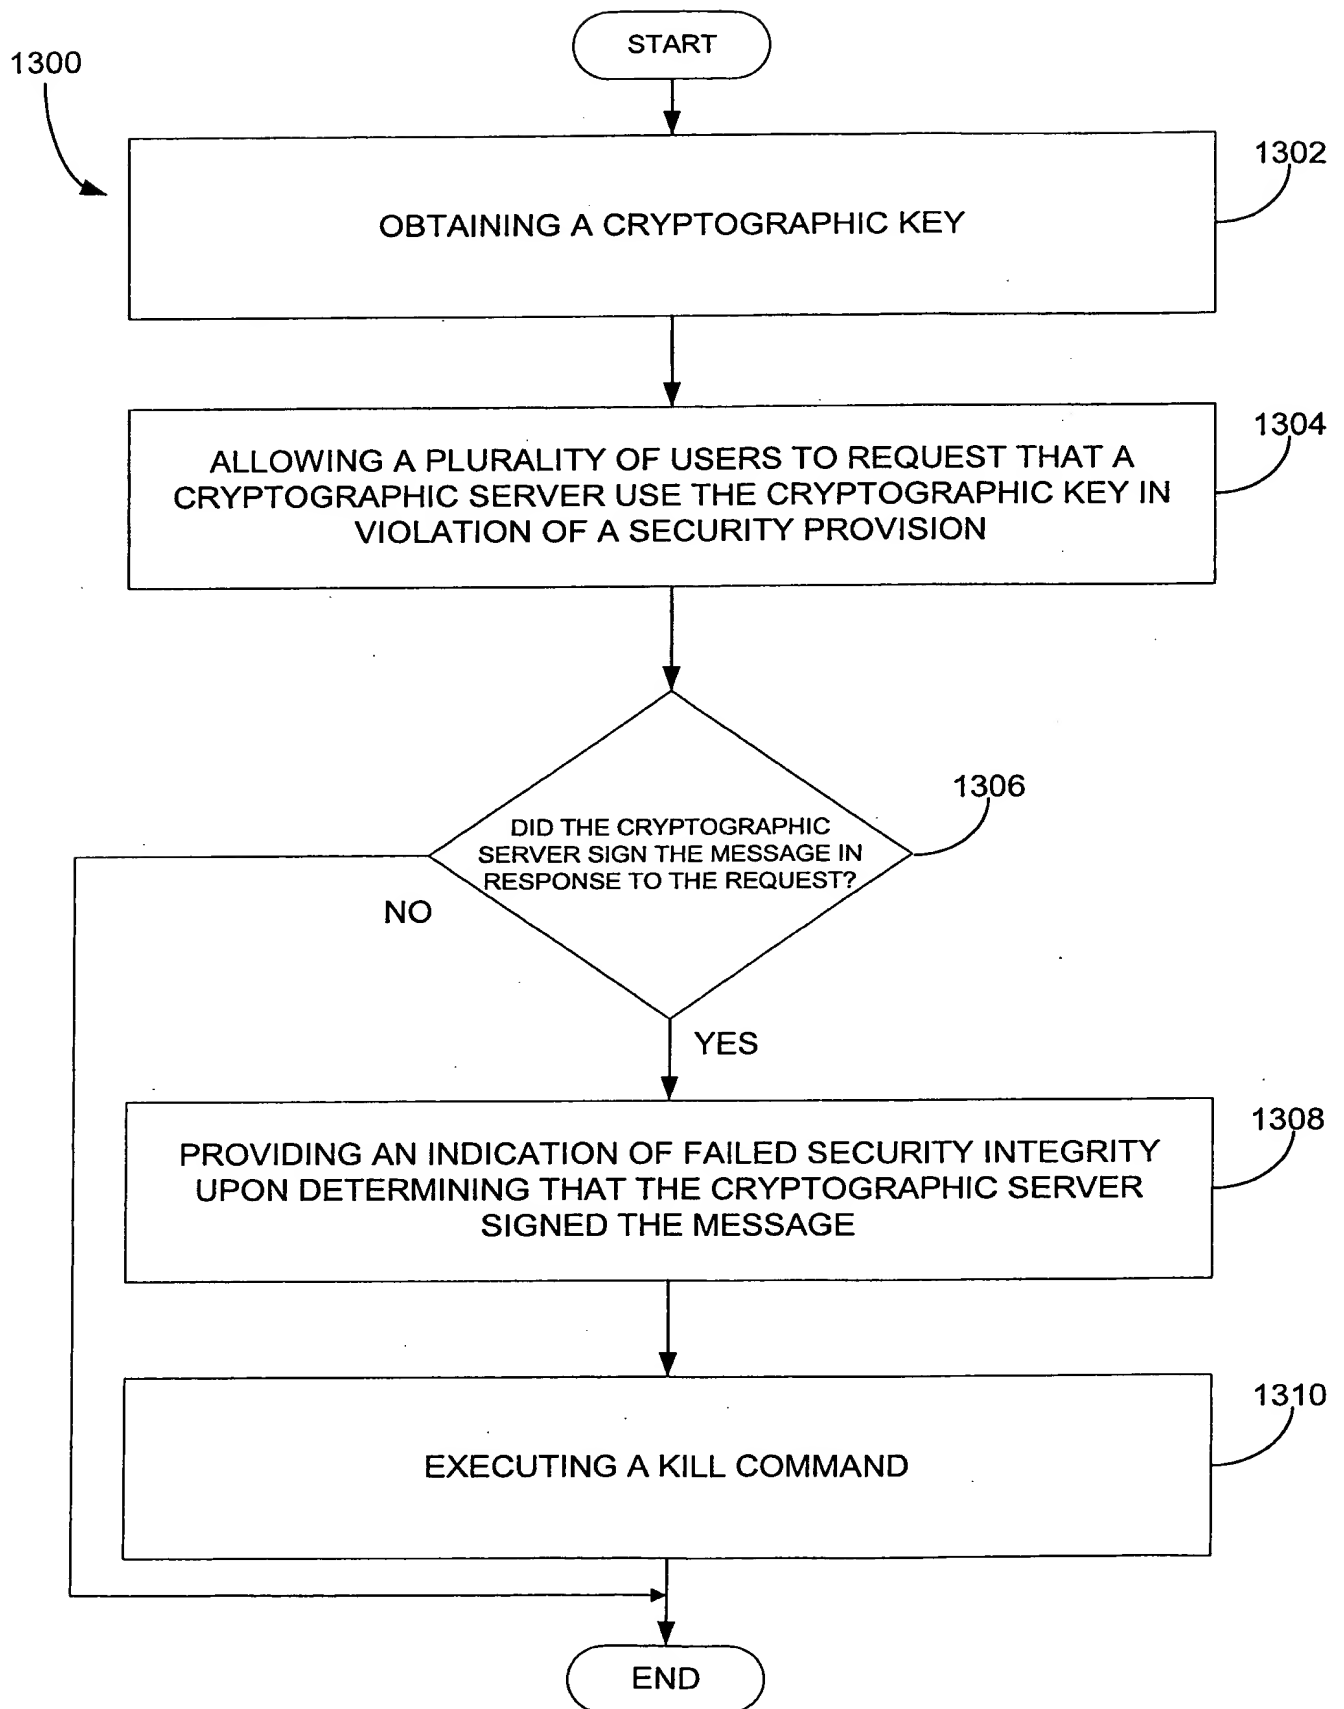 START
1300
1302
OBTAINING A CRYPTOGRAPHIC KEY
1304
ALLOWING A PLURALITY OF USERS TO REQUEST THAT A
CRYPTOGRAPHIC SERVER USE THE CRYPTOGRAPHIC KEY IN
VIOLATION OF A SECURITY PROVISION
1306
DID THE CRYPTOGRAPHIC
SERVER SIGN THE MESSAGE IN
RESPONSE TO THE REQUEST?
NO
YES
1308
PROVIDING AN INDICATION OF FAILED SECURITY INTEGRITY
UPON DETERMINING THAT THE CRYPTOGRAPHIC SERVER
SIGNED THE MESSAGE
1310
EXECUTING A KILL COMMAND
END